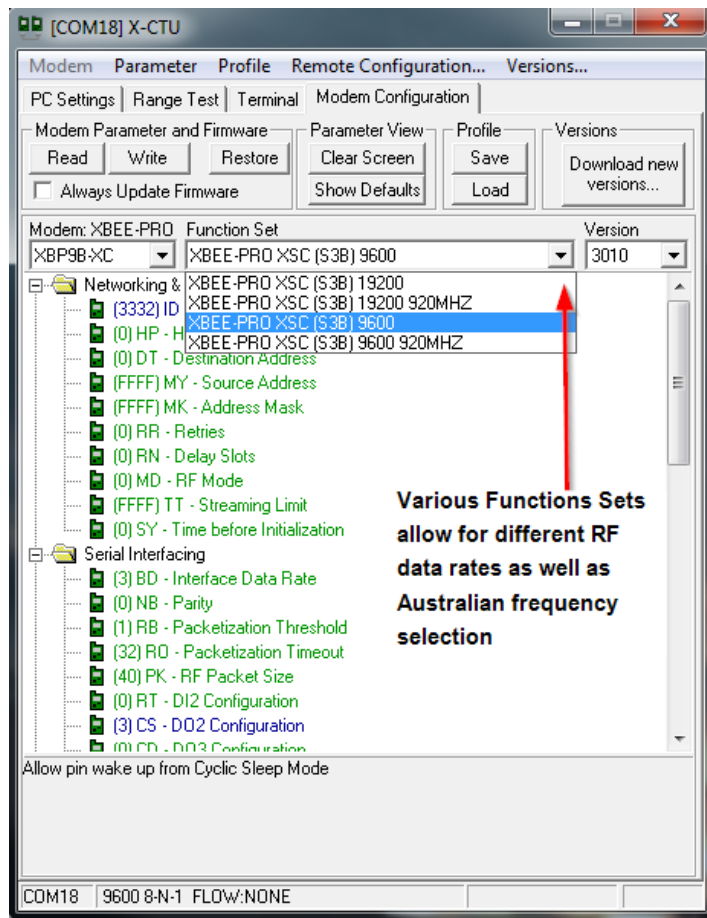 [COM18] X-CTU
Modem Parameter Profile Remote Configuration... Versions...
PC Settings Range Test Terminal Modem Configuration
Modem Parameter and Firmware Parameter View Profile Versions
Read Write Restore Clear Screen Save Download new versions...
Always Update Firmware Show Defaults Load
Modem: XBEE-PRO Function Set Version
XBP9B-XC XBEE-PRO XSC (S3B) 9600 3010
XBEE-PRO XSC (S3B) 19200
XBEE-PRO XSC (S3B) 19200 920MHZ
XBEE-PRO XSC (S3B) 9600
XBEE-PRO XSC (S3B) 9600 920MHZ
Networking &
(3332) ID
(0) HP - H
(0) DT - Destination Address
(FFFF) MY - Source Address
(FFFF) MK - Address Mask
(0) RR - Retries
(0) RN - Delay Slots
(0) MD - RF Mode
(FFFF) TT - Streaming Limit
(0) SY - Time before Initialization
Serial Interfacing
(3) BD - Interface Data Rate
(0) NB - Parity
(1) RB - Packetization Threshold
(32) RO - Packetization Timeout
(40) PK - RF Packet Size
(0) RT - DI2 Configuration
(3) CS - DO2 Configuration
(0) CD - DO3 Configuration
Various Functions Sets
allow for different RF
data rates as well as
Australian frequency
selection
Allow pin wake up from Cyclic Sleep Mode
COM18 9600 8-N-1 FLOW:NONE